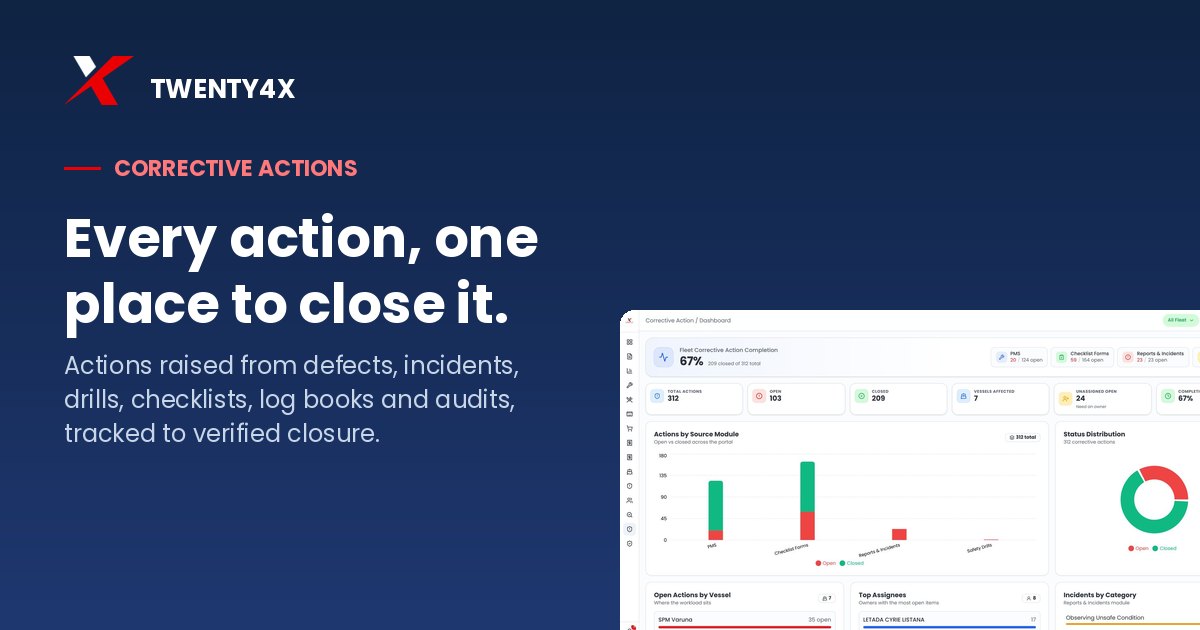 TWENTY4X
CORRECTIVE ACTIONS
Every action, one
place to close it.
Actions raised from defects, incidents,
drills, checklists, log books and audits,
tracked to verified closure.
Corrective Action / Dashboard
All Fleet
Fleet Corrective Action Completion
67% 209 closed of 312 total
PMS
20 / 124 open
Checklist Forms
59 / 164 open
Reports & Incidents
23 / 23 open
TOTAL ACTIONS
312
OPEN
103
CLOSED
209
VESSELS AFFECTED
7
UNASSIGNED OPEN
24
Need an owner
COMPLETI
67%
Actions by Source Module
Open vs closed across the portal
312 total
180
135
90
45
0
PMS
Checklist Forms
Reports & Incidents
Safety Drills
Open Closed
Status Distribution
312 corrective actions
Open Closed
Open Actions by Vessel
Where the workload sits
7
SPM Varuna 35 open
Top Assignees
Owners with the most open items
8
LETADA CYRIE LISTANA 17
Incidents by Category
Reports & Incidents module
Observing Unsafe Condition